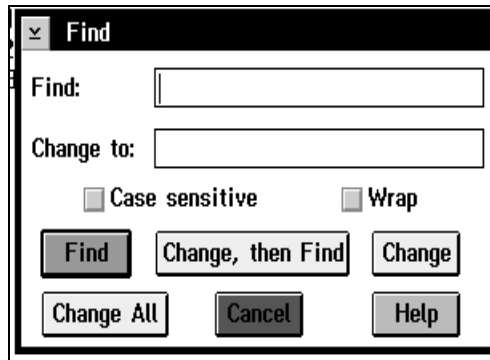 Find
Find:
Change to:
Case sensitive Wrap
Find Change, then Find Change
Change All Cancel Help